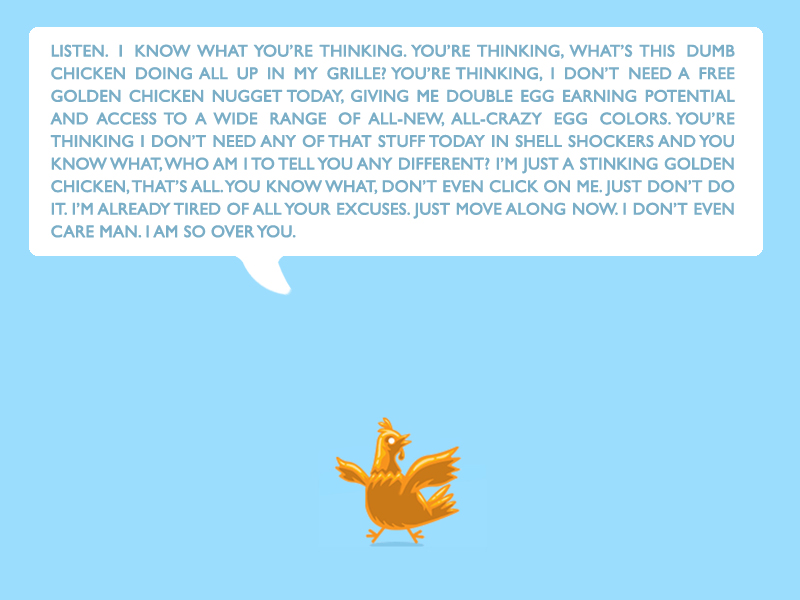 LISTEN. I KNOW WHAT YOU'RE THINKING. YOU'RE THINKING, WHAT'S THIS DUMB
CHICKEN DOING ALL UP IN MY GRILLE? YOU'RE THINKING, I DON'T NEED A FREE
GOLDEN CHICKEN NUGGET TODAY, GIVING ME DOUBLE EGG EARNING POTENTIAL
AND ACCESS TO A WIDE RANGE OF ALL-NEW, ALL-CRAZY EGG COLORS. YOU'RE
THINKING I DON'T NEED ANY OF THAT STUFF TODAY IN SHELL SHOCKERS AND YOU
KNOW WHAT, WHO AM I TO TELL YOU ANY DIFFERENT? I'M JUST A STINKING GOLDEN
CHICKEN, THAT'S ALL. YOU KNOW WHAT, DON'T EVEN CLICK ON ME. JUST DON'T DO
IT. I'M ALREADY TIRED OF ALL YOUR EXCUSES. JUST MOVE ALONG NOW. I DON'T EVEN
CARE MAN. I AM SO OVER YOU.